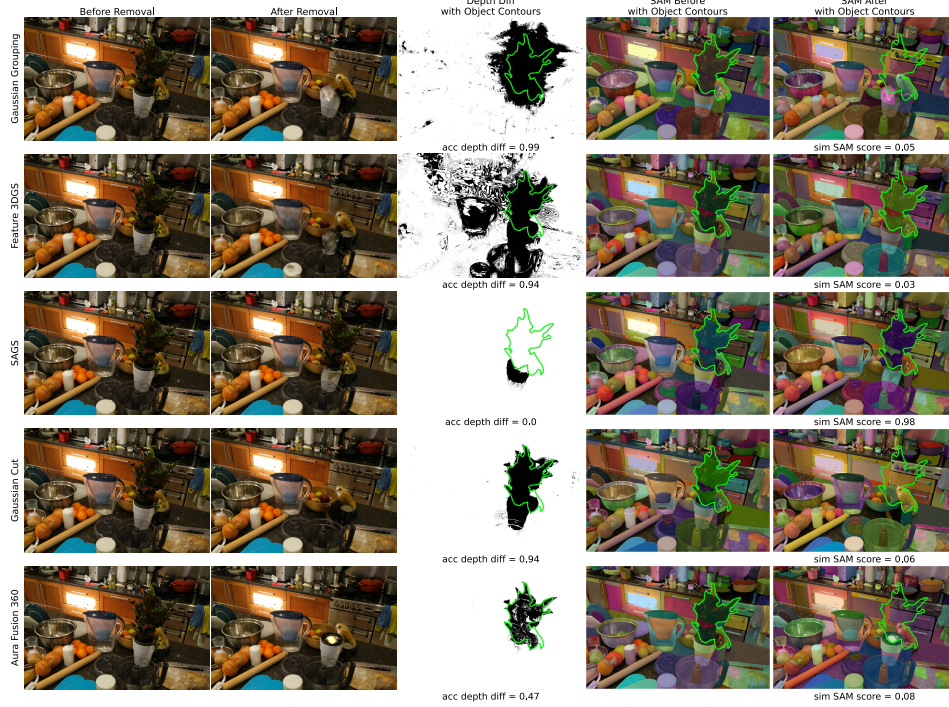 Before Removal
After Removal
Depth Diff
with Object Contours
SAM Before
with Object Contours
SAM After
with Object Contours
Gaussian Grouping
acc depth diff = 0.99
sim SAM score = 0.05
Feature 3DGS
acc depth diff = 0.94
sim SAM score = 0.03
SAGS
acc depth diff = 0.0
sim SAM score = 0.98
Gaussian Cut
acc depth diff = 0.94
sim SAM score = 0.06
Aura Fusion 360
acc depth diff = 0.47
sim SAM score = 0.08